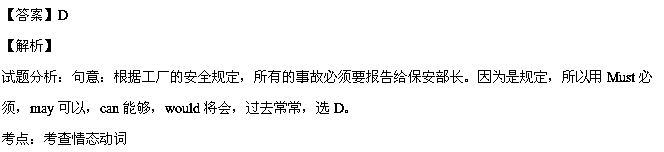 【答案】D
【解析】
试题分析：句意：根据工厂的安全规定，所有的事故必须要报告给保安部长。因为是规定，所以用 Must 必
须，may 可以，can 能够，would 将会，过去常常，选 D。
考点：考查情态动词